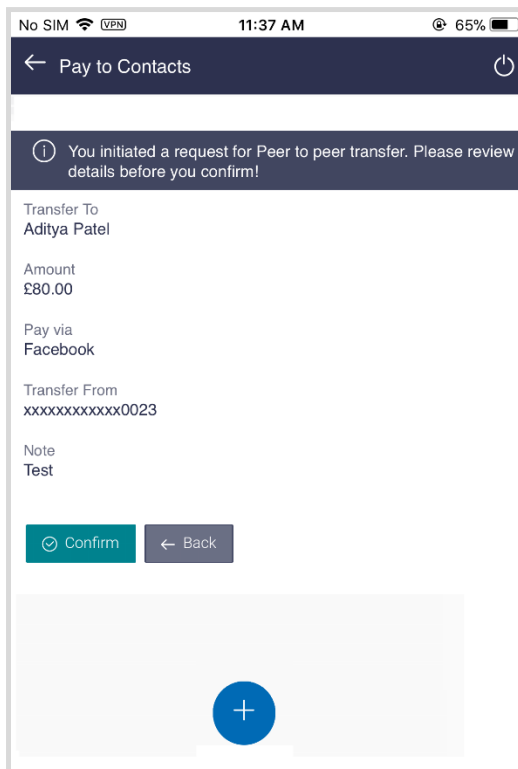 No SIM VPN 11:37 AM 65%
Pay to Contacts
You initiated a request for Peer to peer transfer. Please review
details before you confirm!
Transfer To
Aditya Patel
Amount
£80.00
Pay via
Facebook
Transfer From
xxxxxxxxxxxx0023
Note
Test
Confirm Back